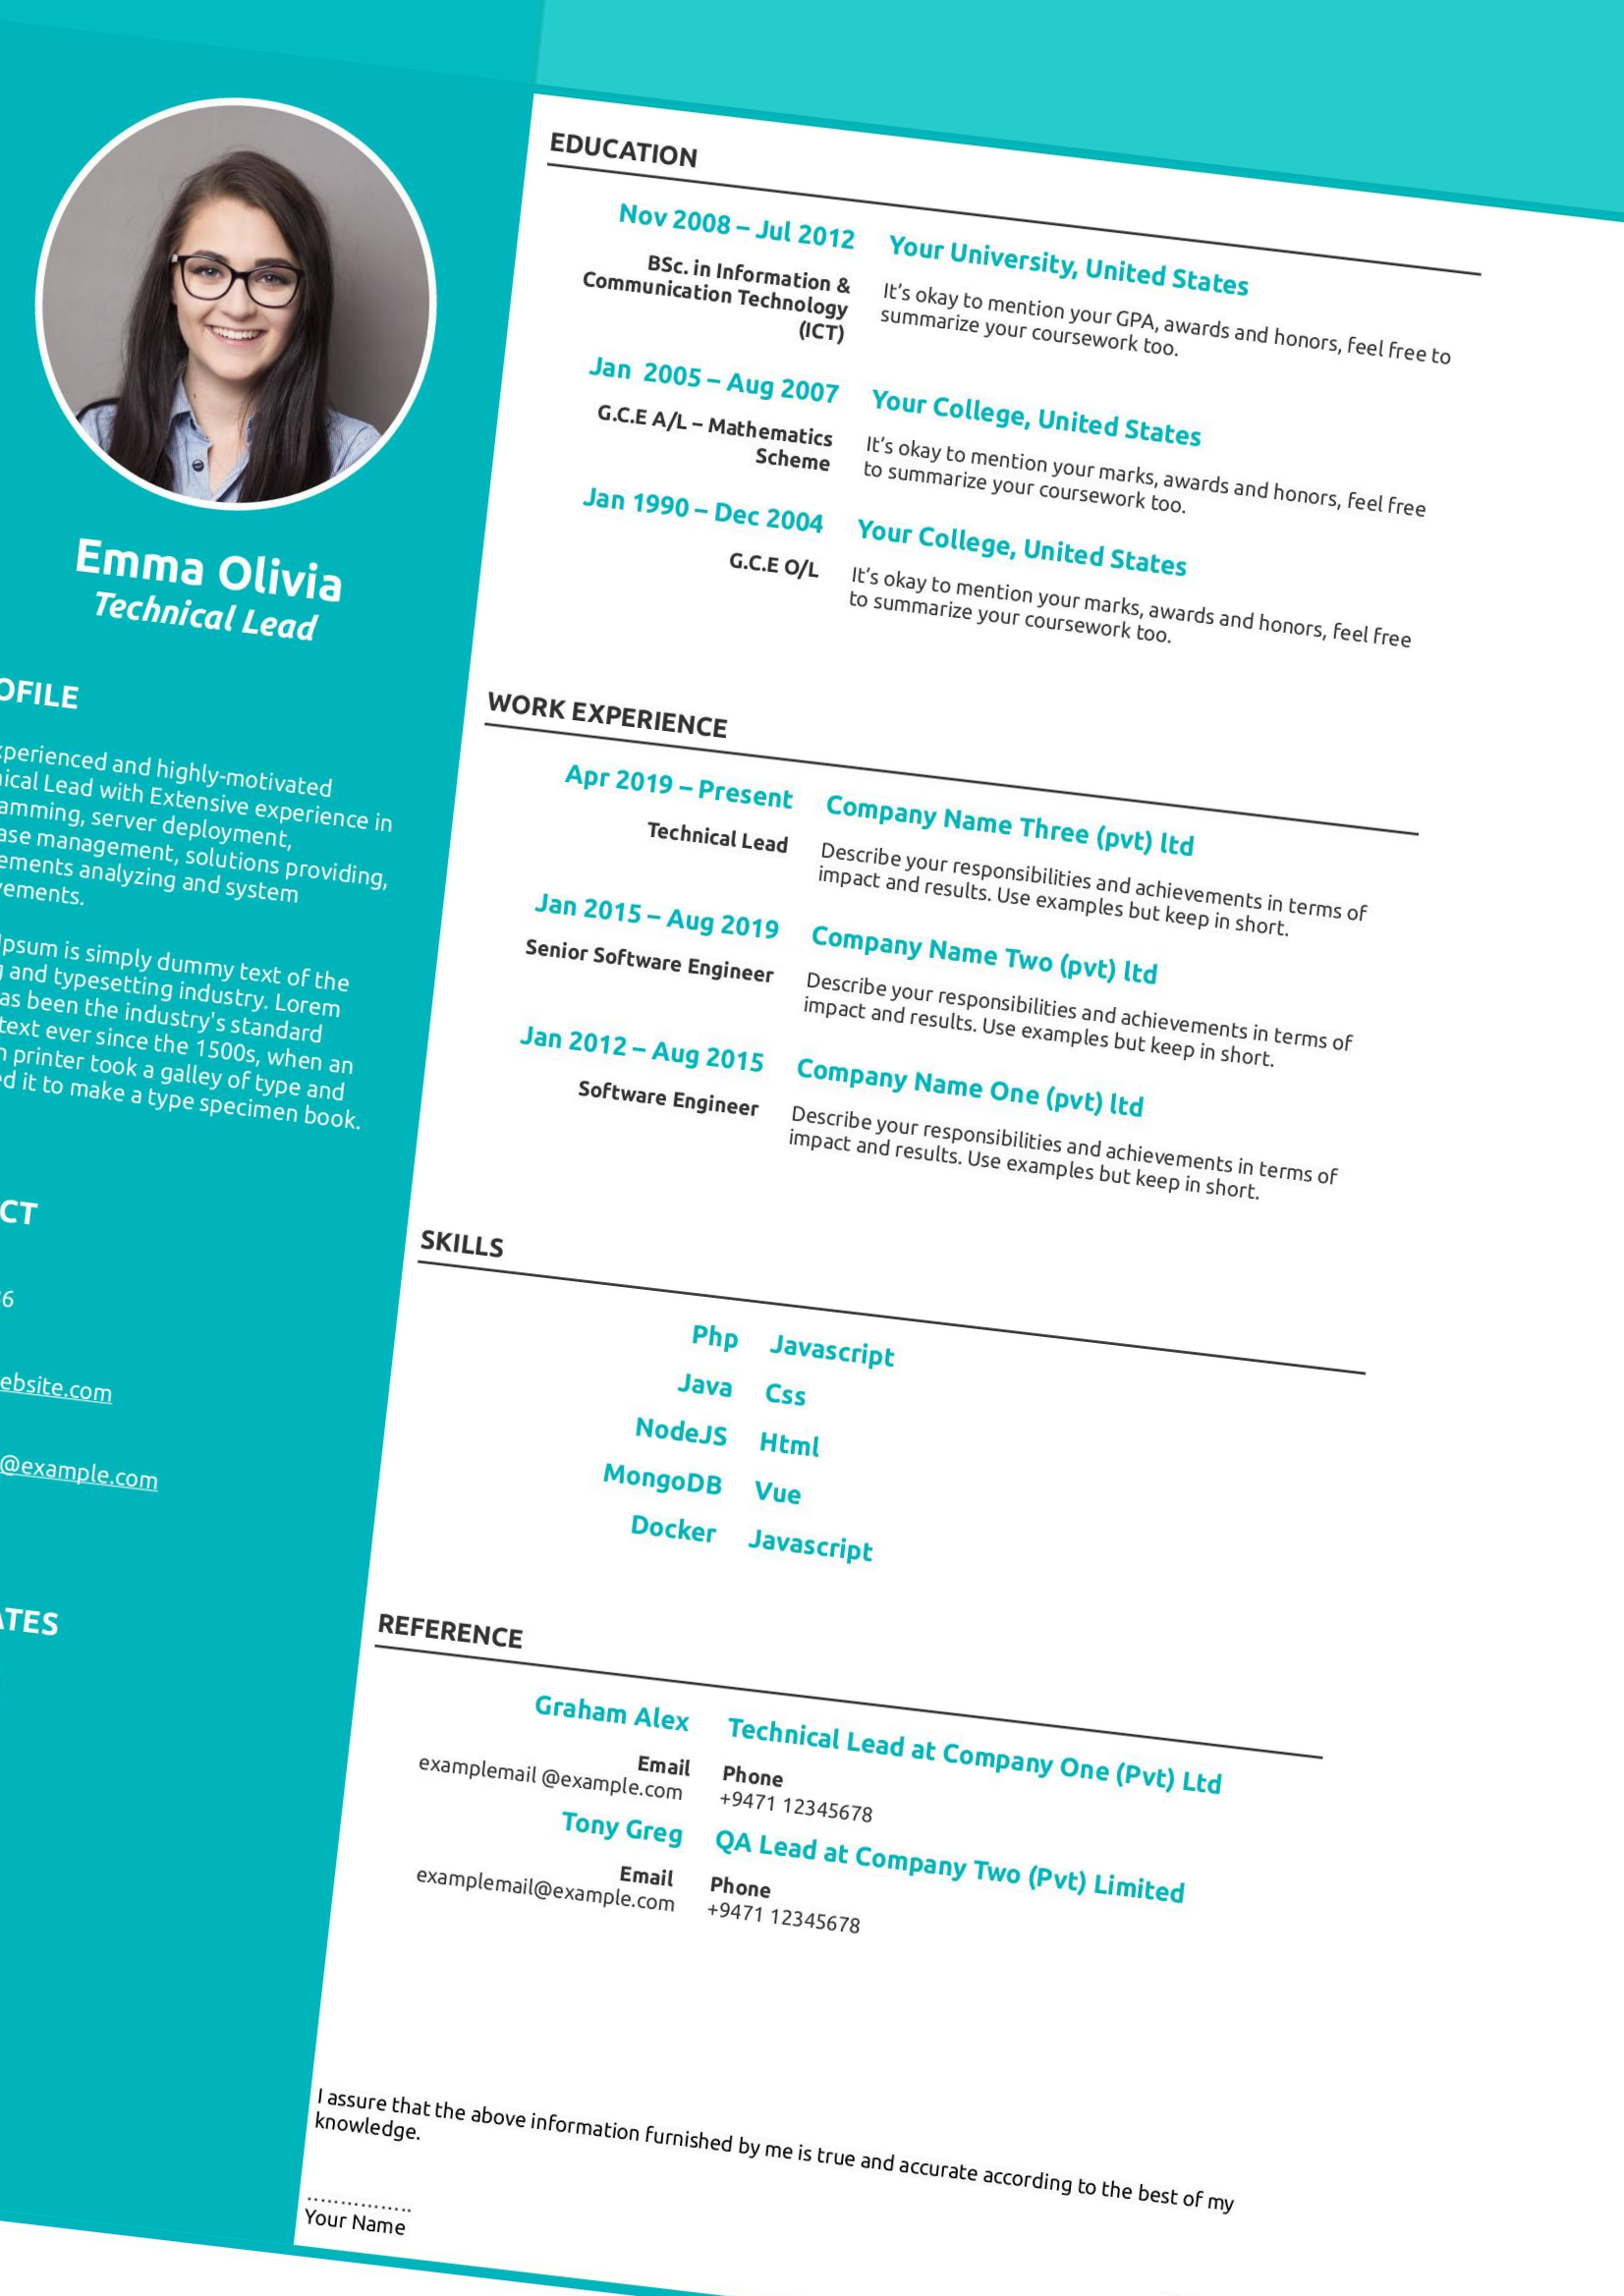 Emma Olivia
Technical Lead
OFILE
xperienced and highly-motivated
nical Lead with Extensive experience in
amming, server deployment,
ase management, solutions providing,
ements analyzing and system
vements.
Ipsum is simply dummy text of the
g and typesetting industry. Lorem
as been the industry's standard
text ever since the 1500s, when an
n printer took a galley of type and
ed it to make a type specimen book.
CT
6
ebsite.com
@example.com
ATES
EDUCATION
Nov 2008 – Jul 2012
BSc. in Information &
Communication Technology
(ICT)
Your University, United States
It’s okay to mention your GPA, awards and honors, feel free to
summarize your coursework too.
Jan 2005 – Aug 2007
G.C.E A/L – Mathematics
Scheme
Your College, United States
It’s okay to mention your marks, awards and honors, feel free
to summarize your coursework too.
Jan 1990 – Dec 2004
G.C.E O/L
Your College, United States
It’s okay to mention your marks, awards and honors, feel free
to summarize your coursework too.
WORK EXPERIENCE
Apr 2019 – Present
Technical Lead
Company Name Three (pvt) ltd
Describe your responsibilities and achievements in terms of
impact and results. Use examples but keep in short.
Jan 2015 – Aug 2019
Senior Software Engineer
Company Name Two (pvt) ltd
Describe your responsibilities and achievements in terms of
impact and results. Use examples but keep in short.
Jan 2012 – Aug 2015
Software Engineer
Company Name One (pvt) ltd
Describe your responsibilities and achievements in terms of
impact and results. Use examples but keep in short.
SKILLS
Php Javascript
Java Css
NodeJS Html
MongoDB Vue
Docker Javascript
REFERENCE
Graham Alex
Email
examplemail @example.com
Technical Lead at Company One (Pvt) Ltd
Phone
+9471 12345678
Tony Greg
Email
examplemail@example.com
QA Lead at Company Two (Pvt) Limited
Phone
+9471 12345678
I assure that the above information furnished by me is true and accurate according to the best of my
knowledge.
……………
Your Name